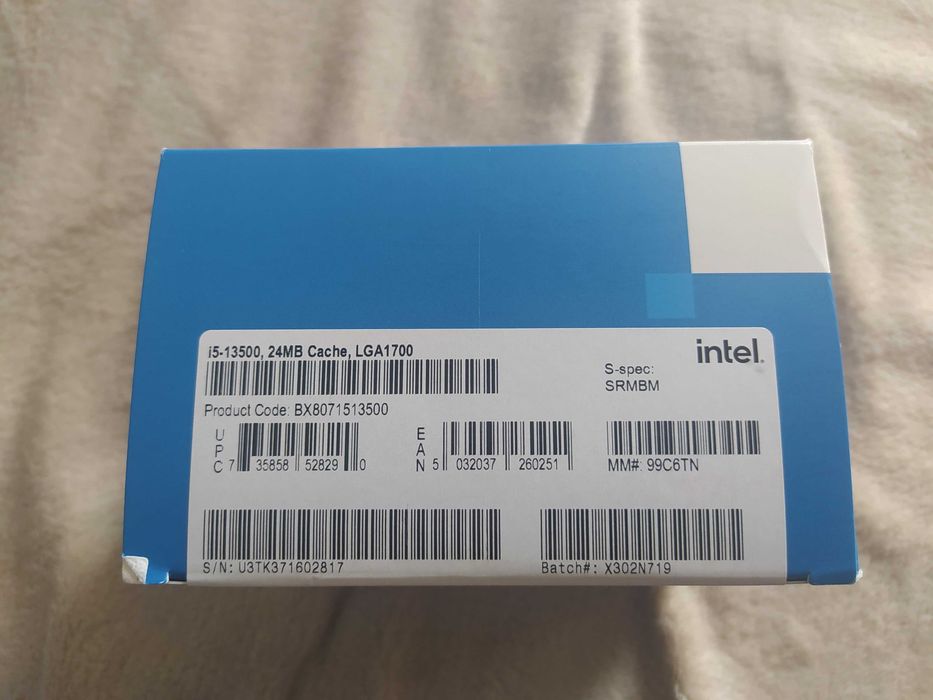 i5-13500, 24MB Cache, LGA1700
intel.
S-spec:
SRMBM
Product Code: BX8071513500
UPC 7 35858 52829 0
EAN 5 032037 260251
MM#: 99C6TN
S/N: U3TK371602817
Batch#: X302N719